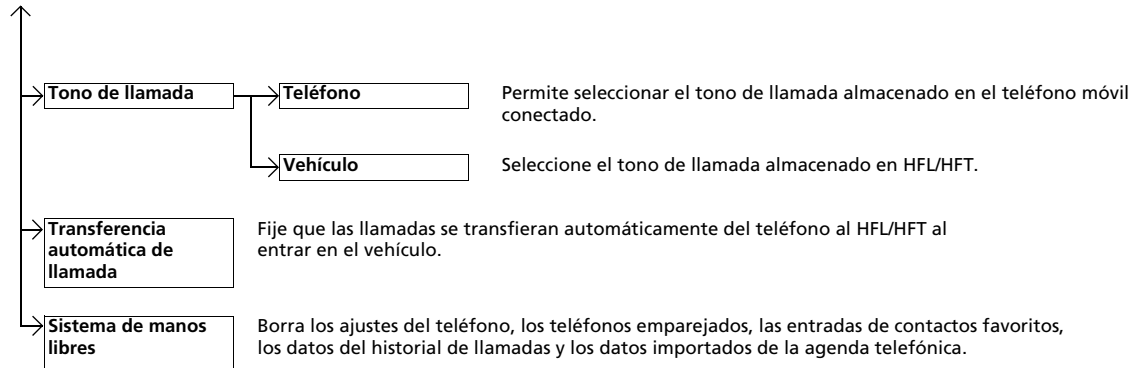 Tono de llamada
Teléfono
Permite seleccionar el tono de llamada almacenado en el teléfono móvil
conectado.
Vehículo
Seleccione el tono de llamada almacenado en HFL/HFT.
Transferencia
automática de
llamada
Fije que las llamadas se transfieran automáticamente del teléfono al HFL/HFT al
entrar en el vehículo.
Sistema de manos
libres
Borra los ajustes del teléfono, los teléfonos emparejados, las entradas de contactos favoritos,
los datos del historial de llamadas y los datos importados de la agenda telefónica.